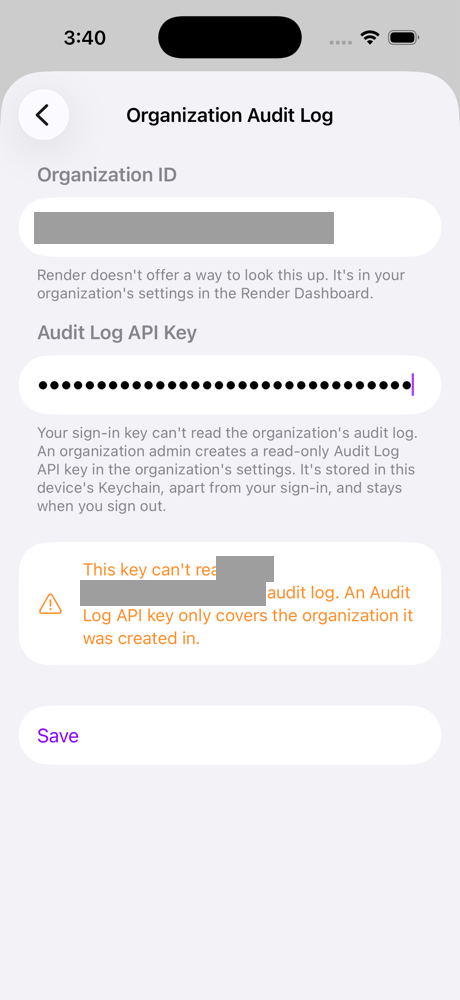 3:40
Organization Audit Log
Organization ID
Render doesn't offer a way to look this up. It's in your
organization's settings in the Render Dashboard.
Audit Log API Key
••••••••••••••••••••••••••••••••
Your sign-in key can't read the organization's audit log.
An organization admin creates a read-only Audit Log
API key in the organization's settings. It's stored in this
device's Keychain, apart from your sign-in, and stays
when you sign out.
This key can't
audit log. An Audit
Log API key only covers the organization it
was created in.
Save